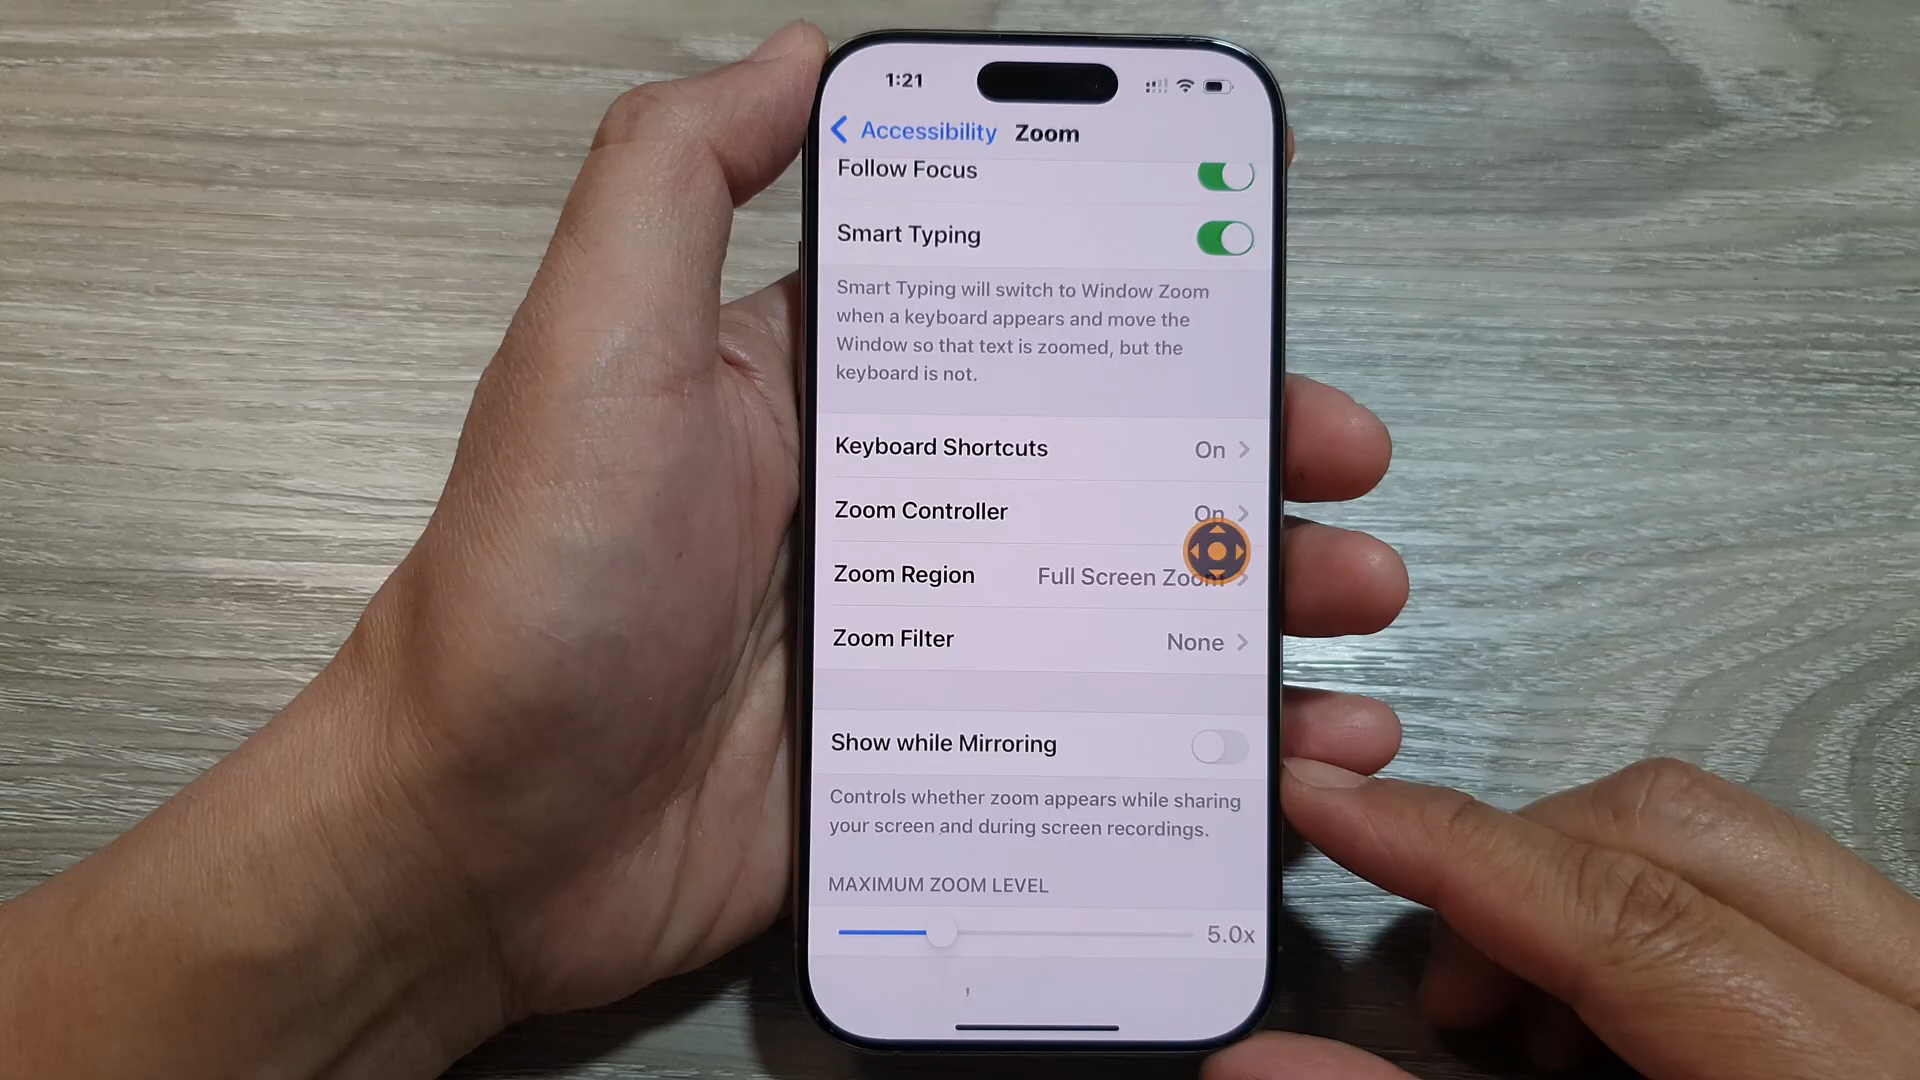 1:21
Accessibility Zoom
Follow Focus
Smart Typing
Smart Typing will switch to Window Zoom
when a keyboard appears and move the
Window so that text is zoomed, but the
keyboard is not.
Keyboard Shortcuts On
Zoom Controller On
Zoom Region Full Screen Zoom
Zoom Filter None
Show while Mirroring
Controls whether zoom appears while sharing
your screen and during screen recordings.
MAXIMUM ZOOM LEVEL
5.0x